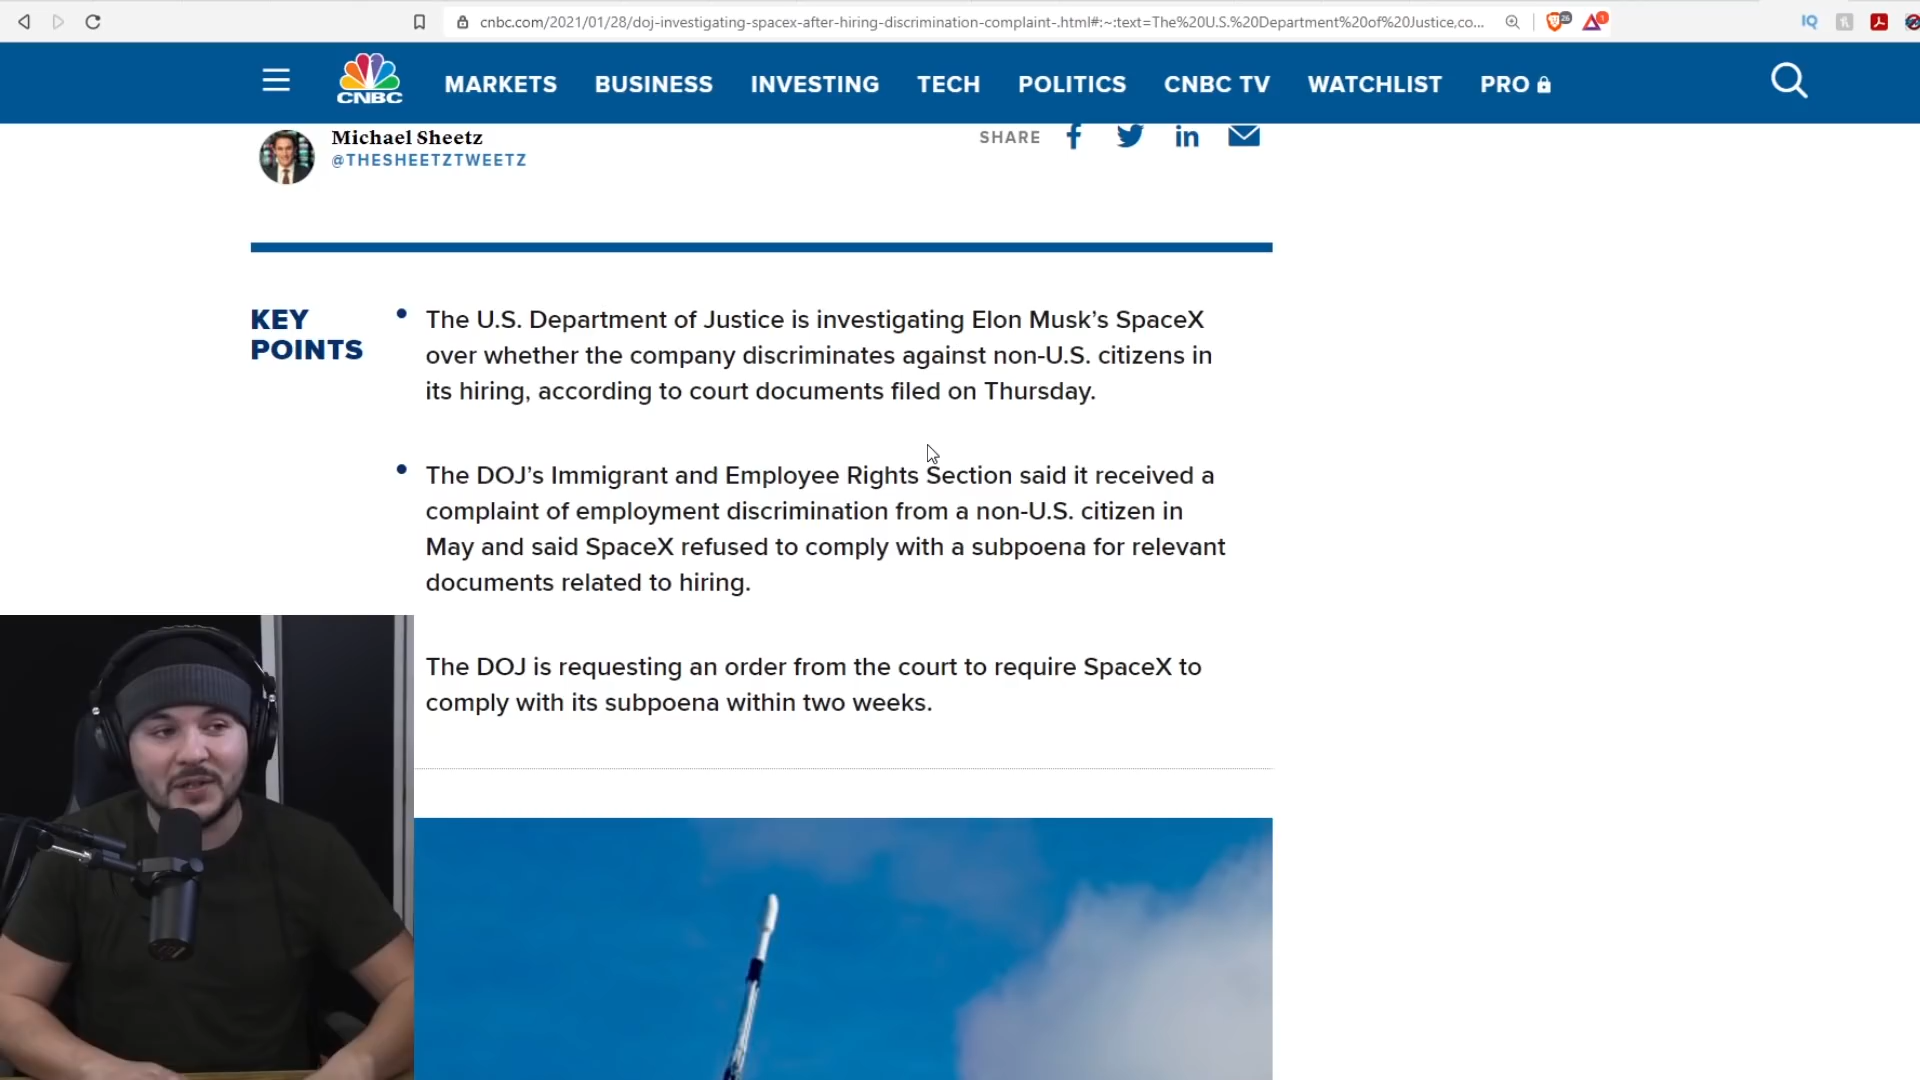 cnbc.com/2021/01/28/doj-investigating-spacex-after-hiring-discrimination-complaint-.html#:~:text=The%20U.S.%20Department%20of%20Justice,co...
26
1
IQ
CNBC
MARKETS BUSINESS INVESTING TECH POLITICS CNBC TV WATCHLIST PRO
Michael Sheetz
@THESHEETZTWEETZ
SHARE
KEY
POINTS
• The U.S. Department of Justice is investigating Elon Musk’s SpaceX
over whether the company discriminates against non-U.S. citizens in
its hiring, according to court documents filed on Thursday.
• The DOJ’s Immigrant and Employee Rights Section said it received a
complaint of employment discrimination from a non-U.S. citizen in
May and said SpaceX refused to comply with a subpoena for relevant
documents related to hiring.
The DOJ is requesting an order from the court to require SpaceX to
comply with its subpoena within two weeks.